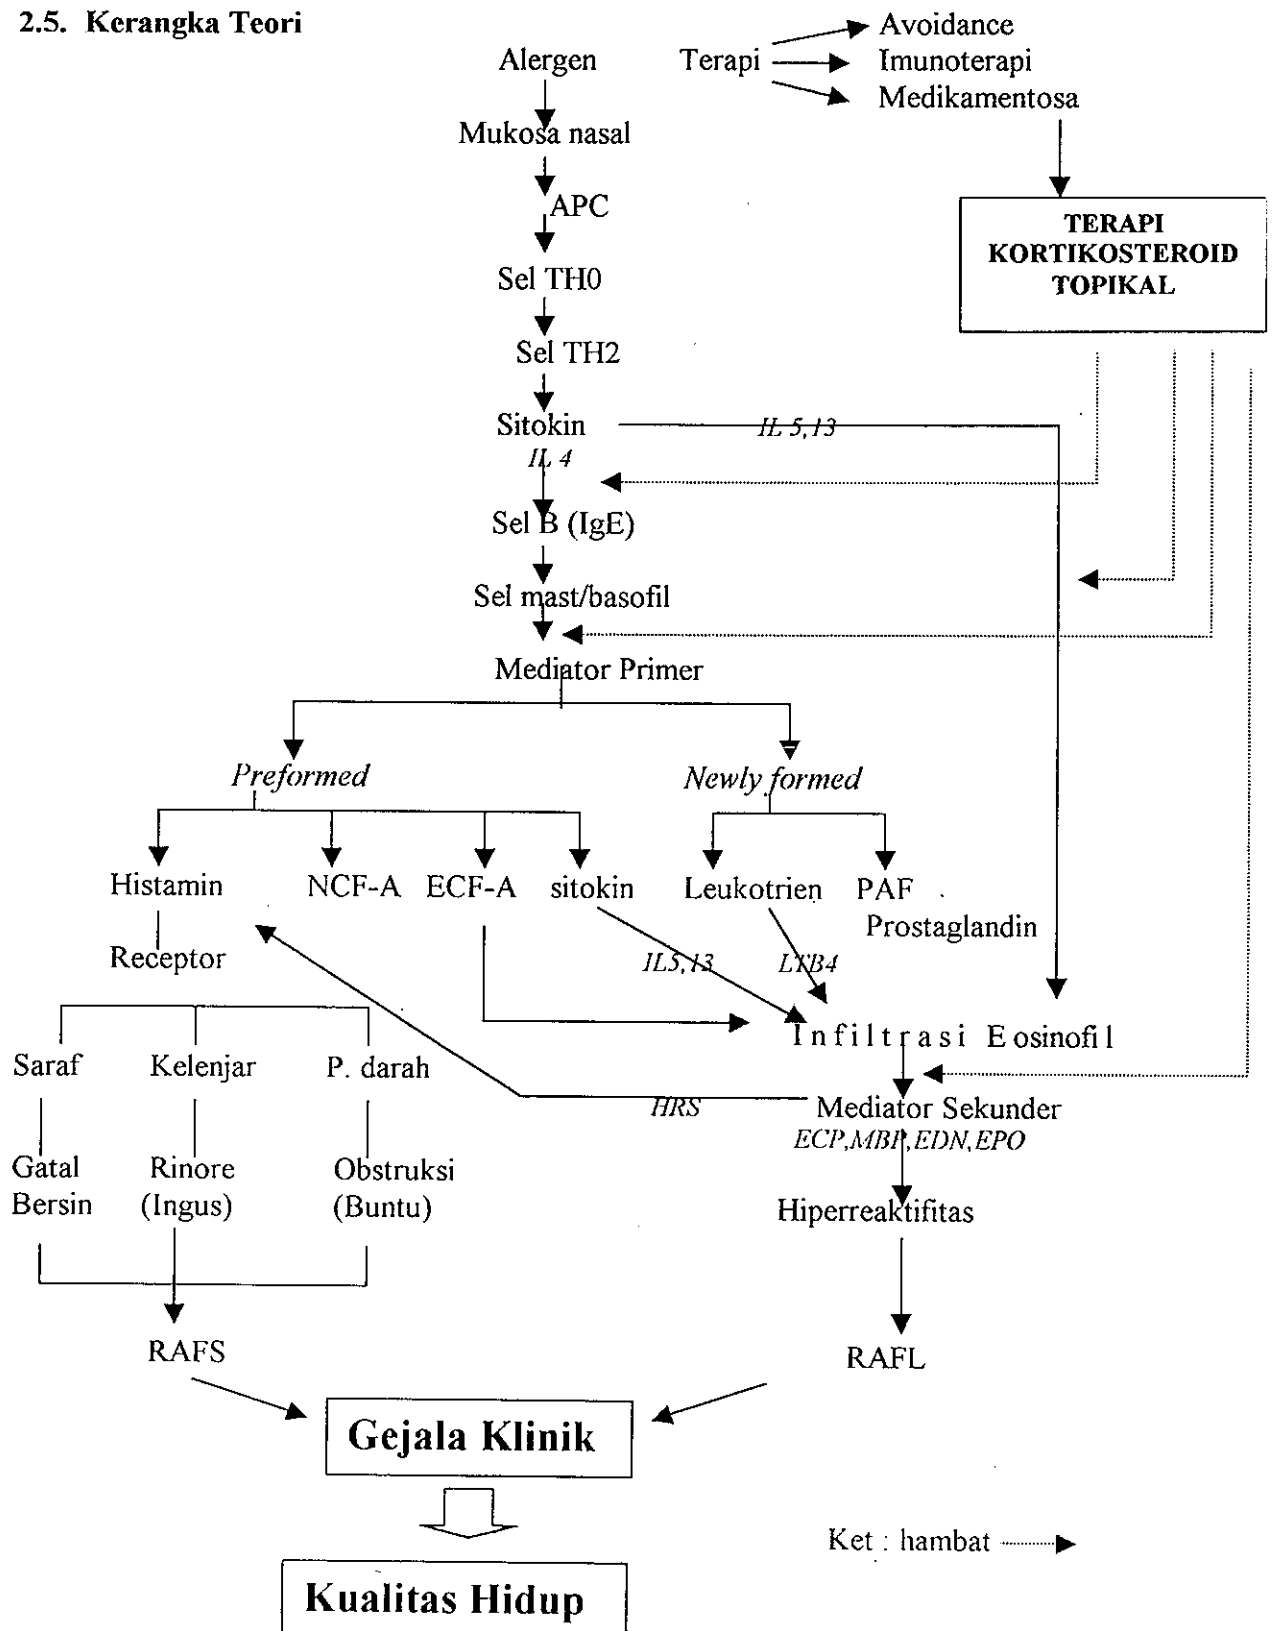 2.5. Kerangka Teori
Avoidance
Alergen Terapi Imunoterapi
Medikamentosa
Mukosa nasal
APC
TERAPI
KORTIKOSTEROID
TOPIKAL
Sel TH0
Sel TH2
Sitokin IL 5,13
IL 4
Sel B (IgE)
Sel mast/basofil
Mediator Primer
Preformed Newly formed
Histamin NCF-A ECF-A sitokin Leukotrien PAF
Prostaglandin
Receptor IL5,13 LTB4
Infiltrasi Eosinofil
Saraf Kelenjar P. darah
HRS Mediator Sekunder
ECP,MBP,EDN,EPO
Gatal Rinore Obstruksi
Bersin (Ingus) (Buntu)
Hiperreaktifitas
RAFS RAFL
Gejala Klinik
Ket : hambat
Kualitas Hidup